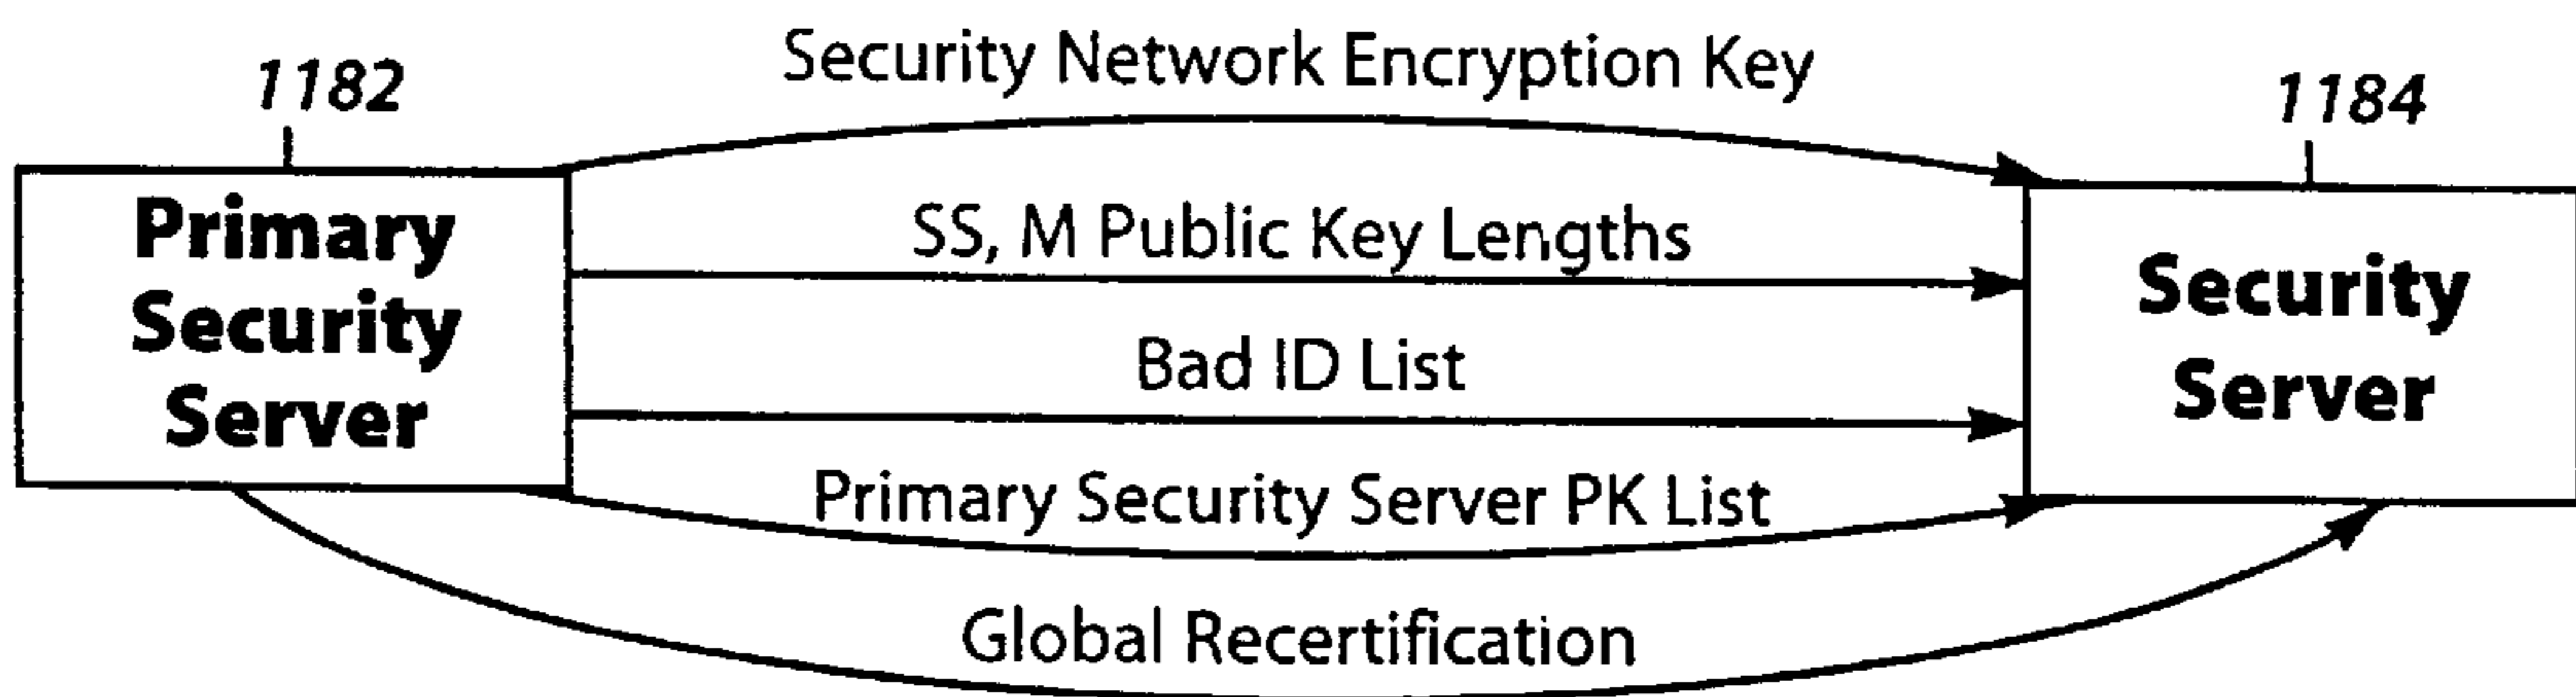 Security Network Encryption Key
1182
1184
Primary
Security
Server
SS, M Public Key Lengths
Bad ID List
Primary Security Server PK List
Global Recertification
Security
Server